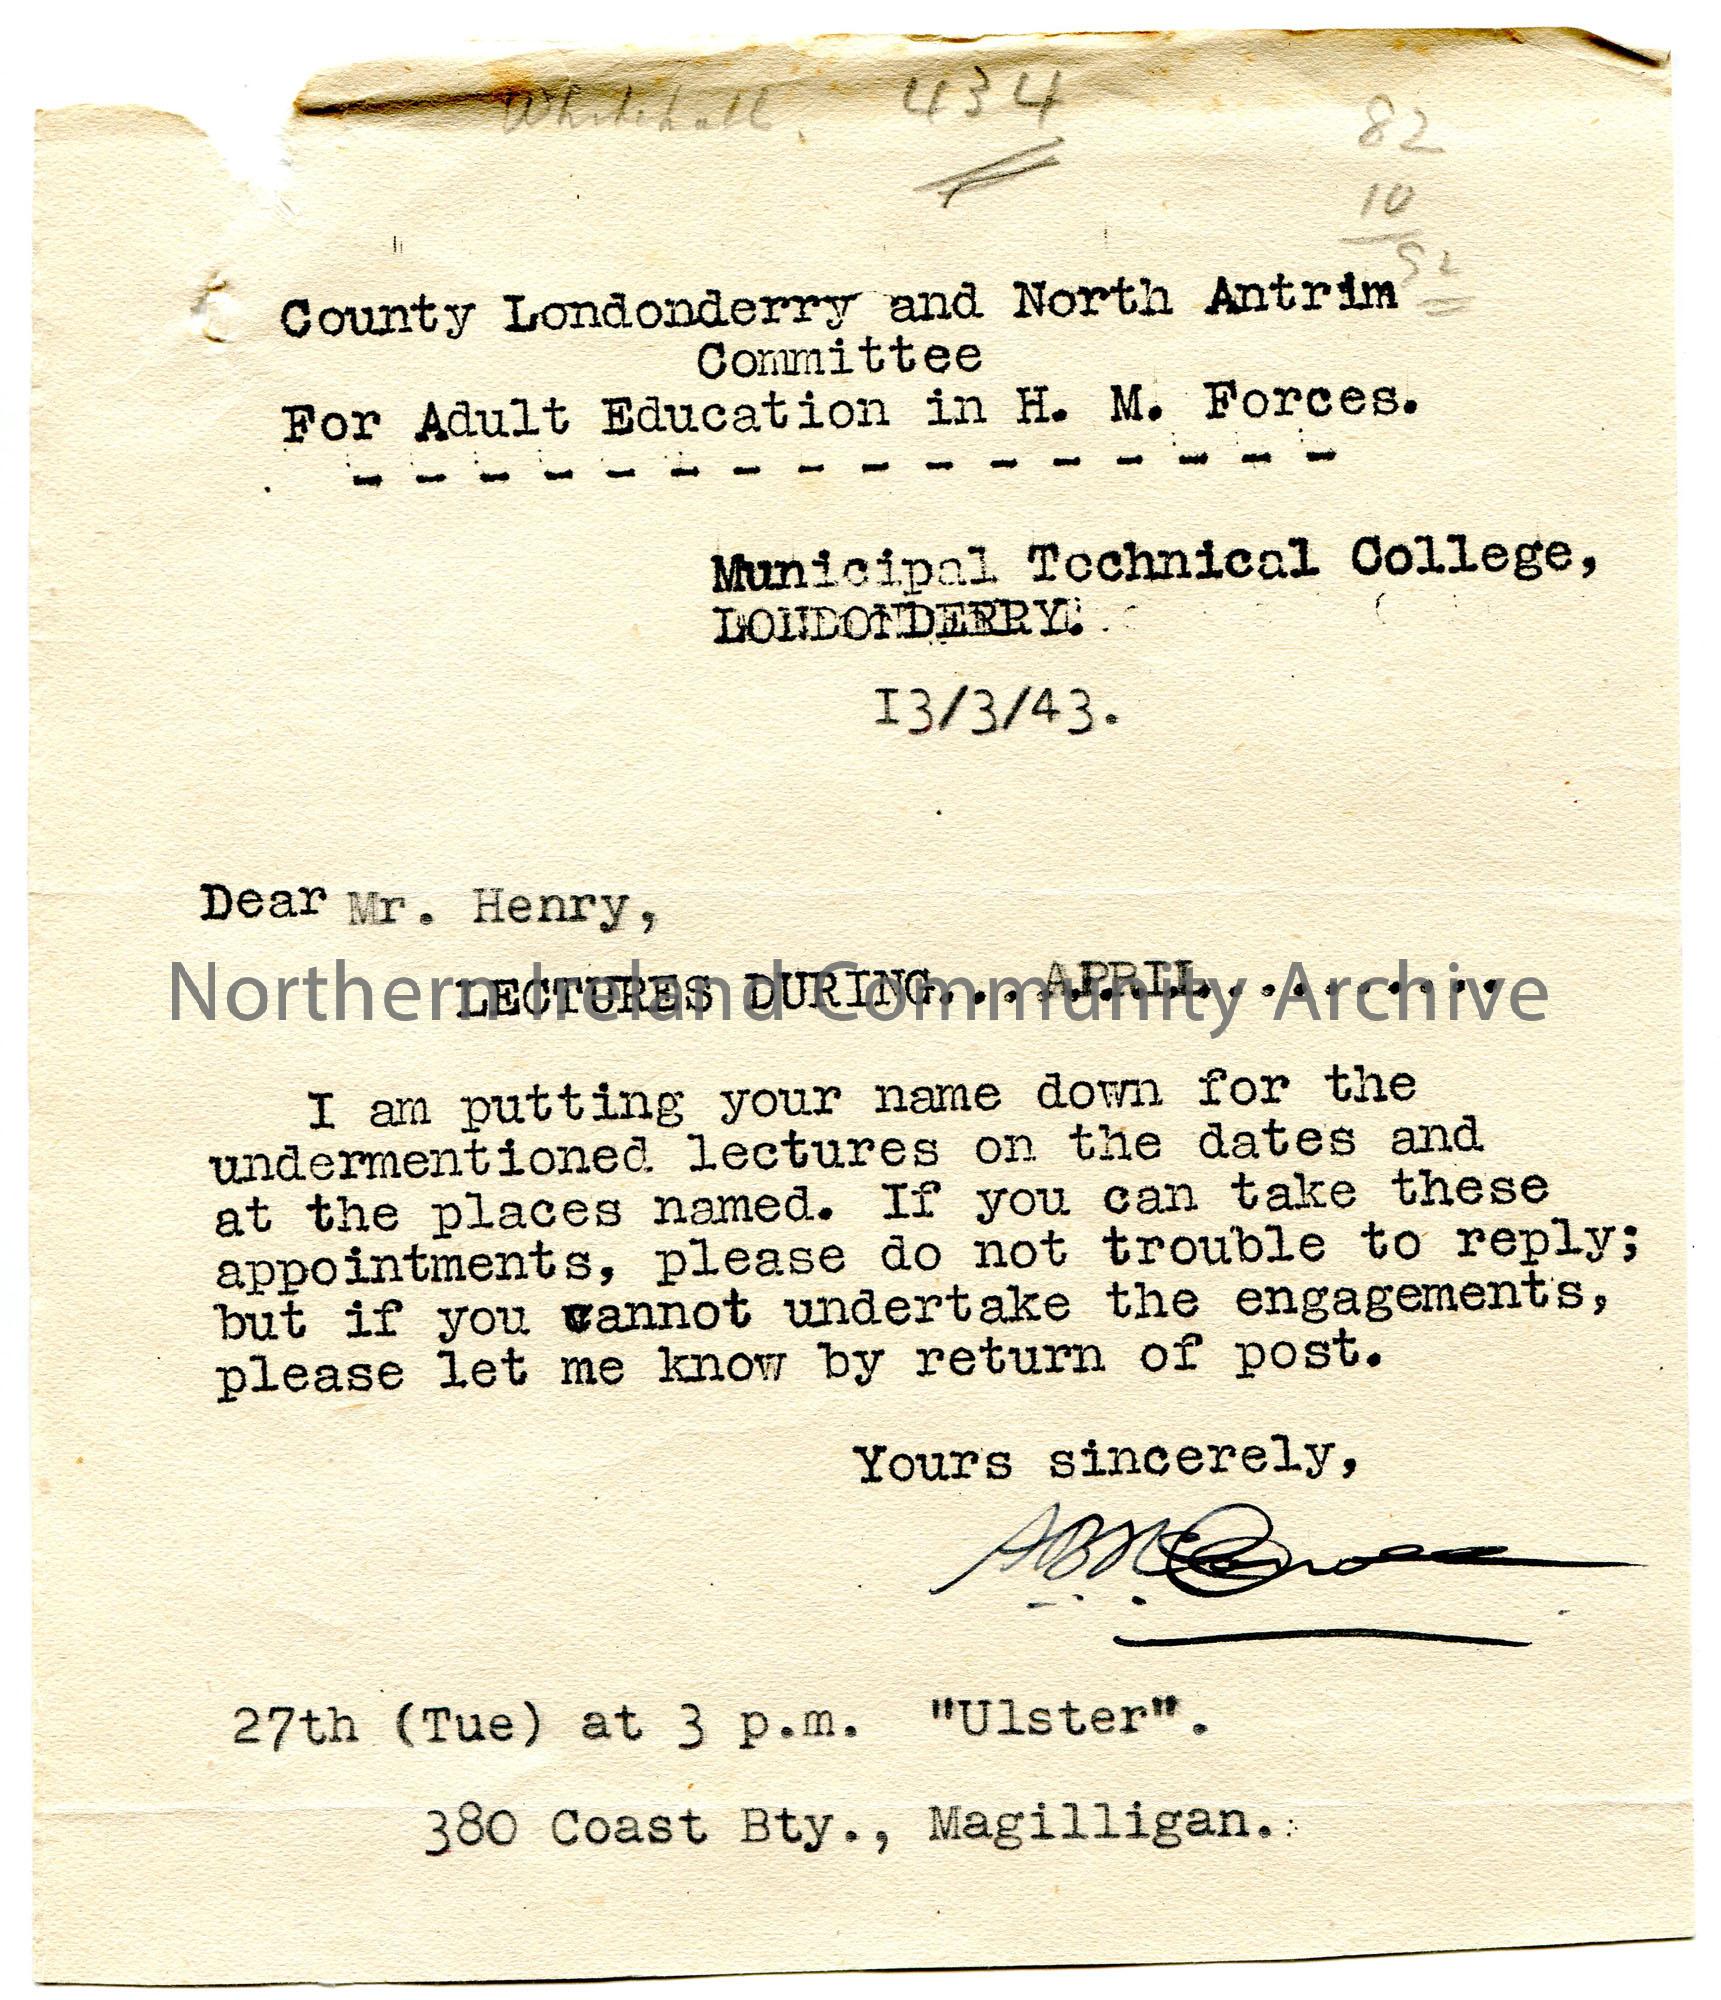 Whitehall 434
82
10
92
County Londonderry and North Antrim
Committee
For Adult Education in H. M. Forces.
- - - - - - - - - - - - - - - -
Municipal Technical College,
LONDONDERRY.
I3/3/43.
Dear Mr. Henry,
LECTURES DURING....APRIL..........
Northern Ireland Community Archive
I am putting your name down for the
undermentioned lectures on the dates and
at the places named. If you can take these
appointments, please do not trouble to reply;
but if you cannot undertake the engagements,
please let me know by return of post.
Yours sincerely,
27th (Tue) at 3 p.m. "Ulster".
380 Coast Bty., Magilligan.